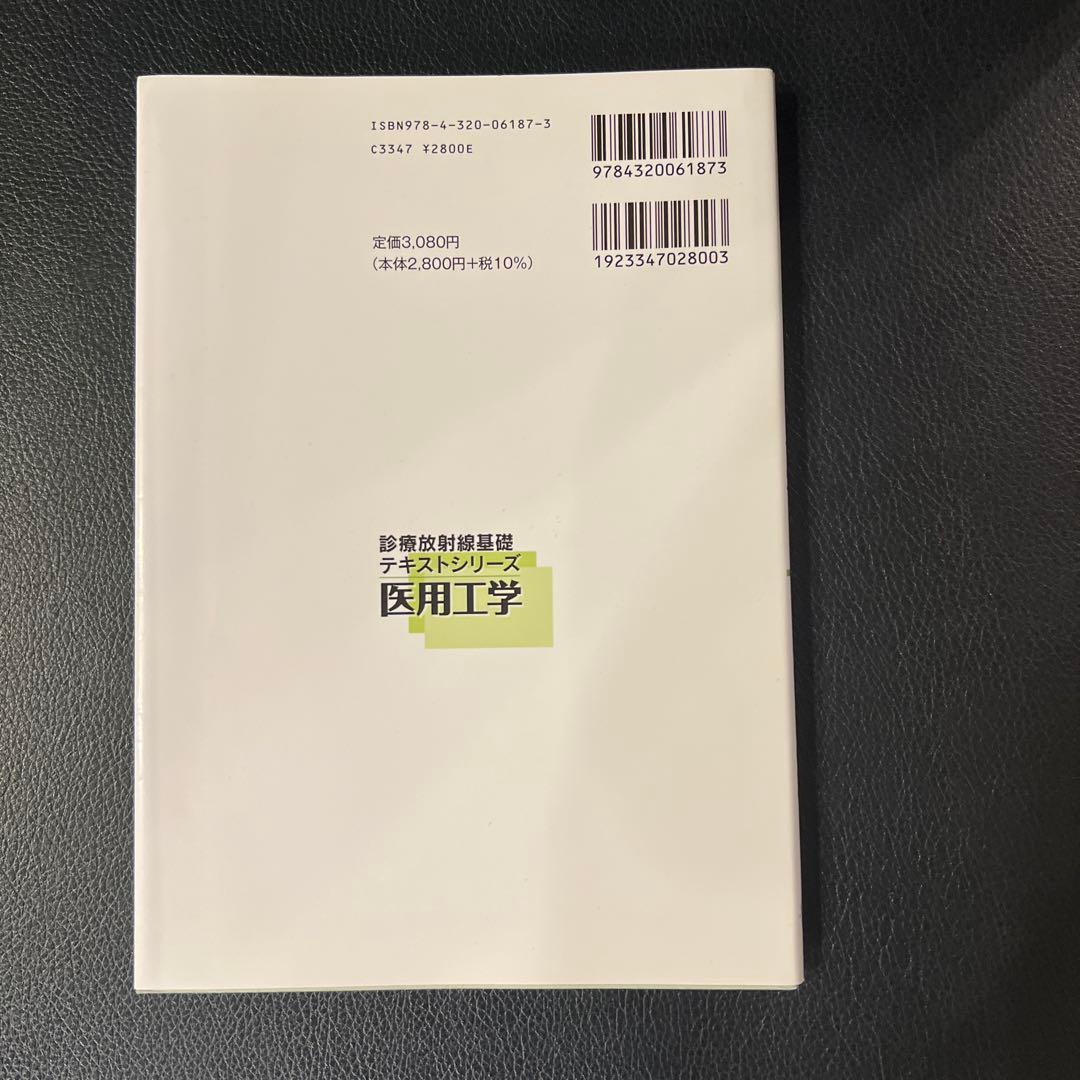 ISBN978-4-320-06187-3
C3347 ¥2800E
9784320061873
定価3,080円
（本体2,800円+税10%）
1923347028003
診療放射線基礎
テキストシリーズ
医用工学